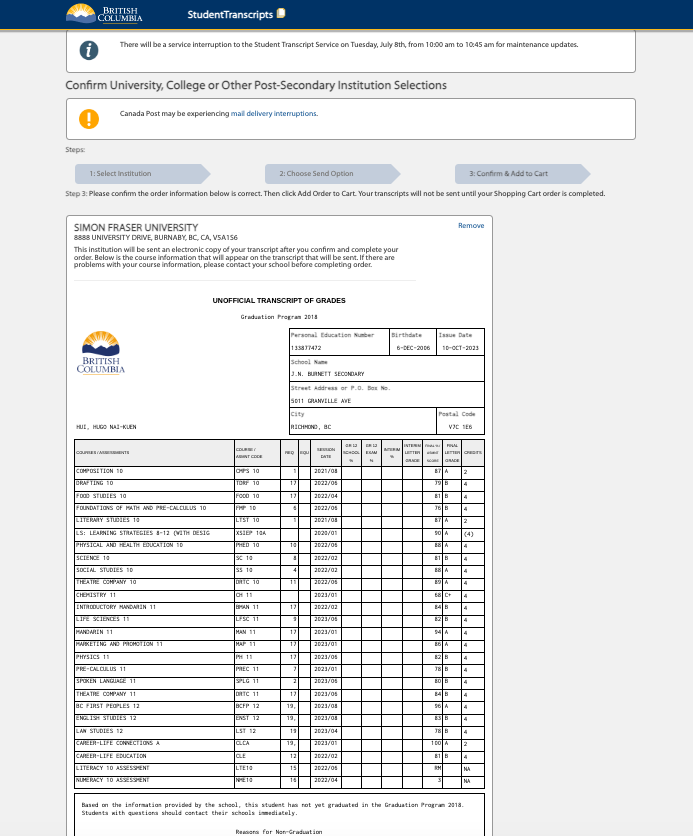 BRITISH COLUMBIA StudentTranscripts
There will be a service interruption to the Student Transcript Service on Tuesday, July 8th, from 10:00 am to 10:45 am for maintenance updates.
Confirm University, College or Other Post-Secondary Institution Selections
Canada Post may be experiencing mail delivery interruptions.
Steps:
1: Select Institution 2: Choose Send Option 3: Confirm & Add to Cart
Step 3: Please confirm the order information below is correct. Then click Add Order to Cart. Your transcripts will not be sent until your Shopping Cart order is completed.
SIMON FRASER UNIVERSITY Remove
8888 UNIVERSITY DRIVE, BURNABY, BC, CA, V5A1S6
This institution will be sent an electronic copy of your transcript after you confirm and complete your
order. Below is the course information that will appear on the transcript that will be sent. If there are
problems with your course information, please contact your school before completing order.
UNOFFICIAL TRANSCRIPT OF GRADES
Graduation Program 2018
BRITISH COLUMBIA
Personal Education Number Birthdate Issue Date
133877472 6-DEC-2006 10-OCT-2023
School Name
J.N. BURNETT SECONDARY
Street Address or P.O. Box No.
5011 GRANVILLE AVE
City Postal Code
HUI, HUGO NAI-KUEN RICHMOND, BC V7C 1E6
COURSES / ASSESSMENTS COURSE / ASMNT CODE REQ EQU SESSION DATE GR 12 SCHOOL % GR 12 EXAM % INTERIM % INTERIM LETTER GRADE FINAL % / ASMT SCORE FINAL LETTER GRADE CREDITS
COMPOSITION 10 CMPS 10 1 2021/08 87 A 2
DRAFTING 10 TDRF 10 17 2022/06 79 B 4
FOOD STUDIES 10 FOOD 10 17 2022/04 81 B 4
FOUNDATIONS OF MATH AND PRE-CALCULUS 10 FMP 10 6 2022/06 76 B 4
LITERARY STUDIES 10 LTST 10 1 2021/08 87 A 2
LS: LEARNING STRATEGIES 8-12 (WITH DESIG XSIEP 10A 2020/01 90 A (4)
PHYSICAL AND HEALTH EDUCATION 10 PHED 10 10 2022/06 88 A 4
SCIENCE 10 SC 10 8 2022/02 81 B 4
SOCIAL STUDIES 10 SS 10 4 2022/02 88 A 4
THEATRE COMPANY 10 DRTC 10 11 2022/06 89 A 4
CHEMISTRY 11 CH 11 2023/01 68 C+ 4
INTRODUCTORY MANDARIN 11 BMAN 11 17 2022/02 84 B 4
LIFE SCIENCES 11 LFSC 11 9 2023/06 82 B 4
MANDARIN 11 MAN 11 17 2023/01 94 A 4
MARKETING AND PROMOTION 11 MAP 11 17 2023/01 86 A 4
PHYSICS 11 PH 11 17 2023/06 82 B 4
PRE-CALCULUS 11 PREC 11 7 2023/01 78 B 4
SPOKEN LANGUAGE 11 SPLG 11 2 2023/06 80 B 4
THEATRE COMPANY 11 DRTC 11 17 2023/06 84 B 4
BC FIRST PEOPLES 12 BCFP 12 19, 2023/06 96 A 4
ENGLISH STUDIES 12 ENST 12 19, 2023/06 83 B 4
LAW STUDIES 12 LST 12 19 2023/04 78 B 4
CAREER-LIFE CONNECTIONS A CLCA 19, 2023/01 100 A 2
CAREER-LIFE EDUCATION CLE 12 2022/02 81 B 4
LITERACY 10 ASSESSMENT LTE10 15 2022/06 RM NA
NUMERACY 10 ASSESSMENT NME10 16 2022/04 3 NA
Based on the information provided by the school, this student has not yet graduated in the Graduation Program 2018.
Students with questions should contact their schools immediately.
Reasons for Non-Graduation